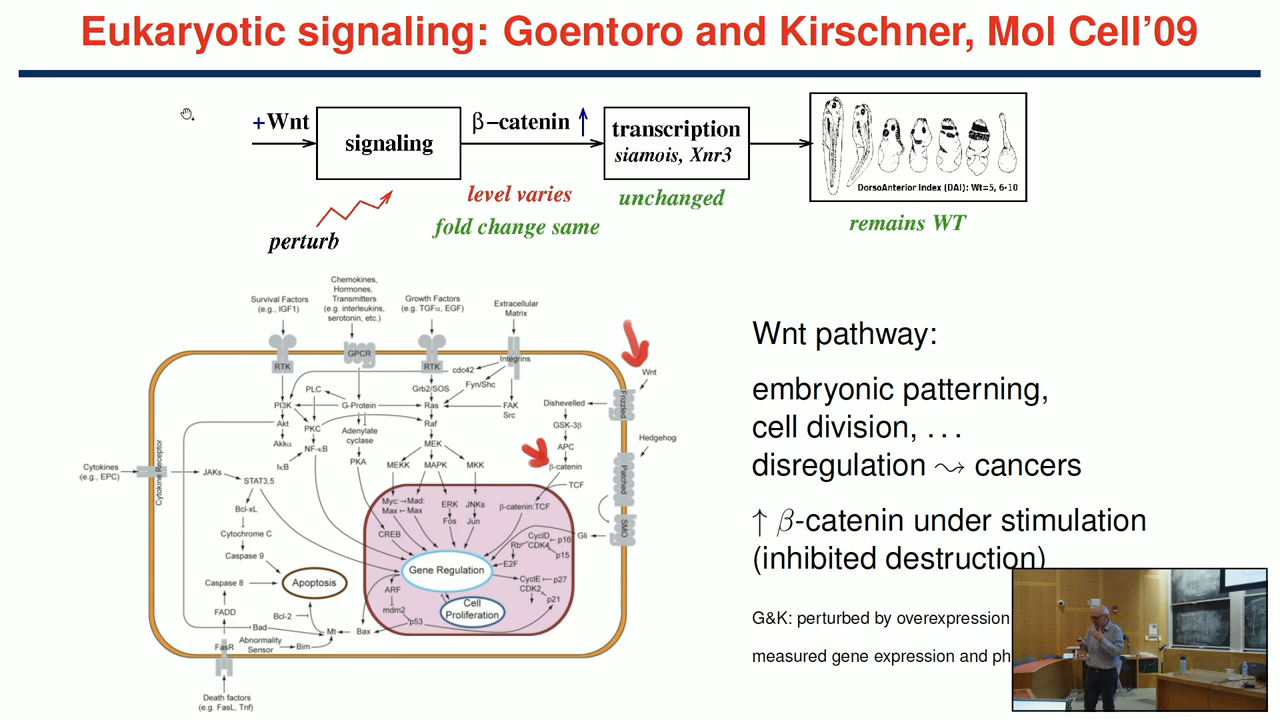 Eukaryotic signaling: Goentoro and Kirschner, Mol Cell'09
+Wnt
signaling
β−catenin ↑
transcription
siamois, Xnr3
DorsoAnterior Index (DAI): Wt=5, 6-10
level varies
fold change same
unchanged
remains WT
perturb
Survival Factors
(e.g., IGF1)
Chemokines,
Hormones,
Transmitters
(e.g. interleukins,
serotonin, etc.)
Growth Factors
(e.g. TGFα, EGF)
Extracellular
Matrix
RTK
GPCR
RTK
Integrins
cdc42
Wnt
PLC
Grb2/SOS
Fyn/Shc
PI3K
G-Protein
Ras
FAK
Src
Dishevelled
Frizzled
Akt
PKC
Adenylate
cyclase
Raf
GSK-3β
Akkα
NF-κB
MEK
APC
Hedgehog
IκB
PKA
MEKK
MAPK
MKK
β-catenin
TCF
Cytokines
(e.g., EPC)
Cytokine Receptor
JAKs
STAT3,5
Patched
SMO
Gli
Myc:
Max
Mad:
Max
ERK
JNKs
Fos
Jun
β-catenin:TCF
CREB
Bcl-xL
Cytochrome C
Caspase 9
CyclD
CDK4
Rb
p16
p15
E2F
Gene Regulation
CyclE
CDK2
p27
p21
Caspase 8
Apoptosis
ARF
mdm2
p53
Cell
Proliferation
FADD
Bcl-2
Bad
Mt
Bax
Abnormality
Sensor
Bim
FasR
Death factors
(e.g. FasL, Tnf)
Wnt pathway:
embryonic patterning,
cell division, ...
disregulation ⤳ cancers
↑ β-catenin under stimulation
(inhibited destruction)
G&K: perturbed by overexpression
measured gene expression and ph